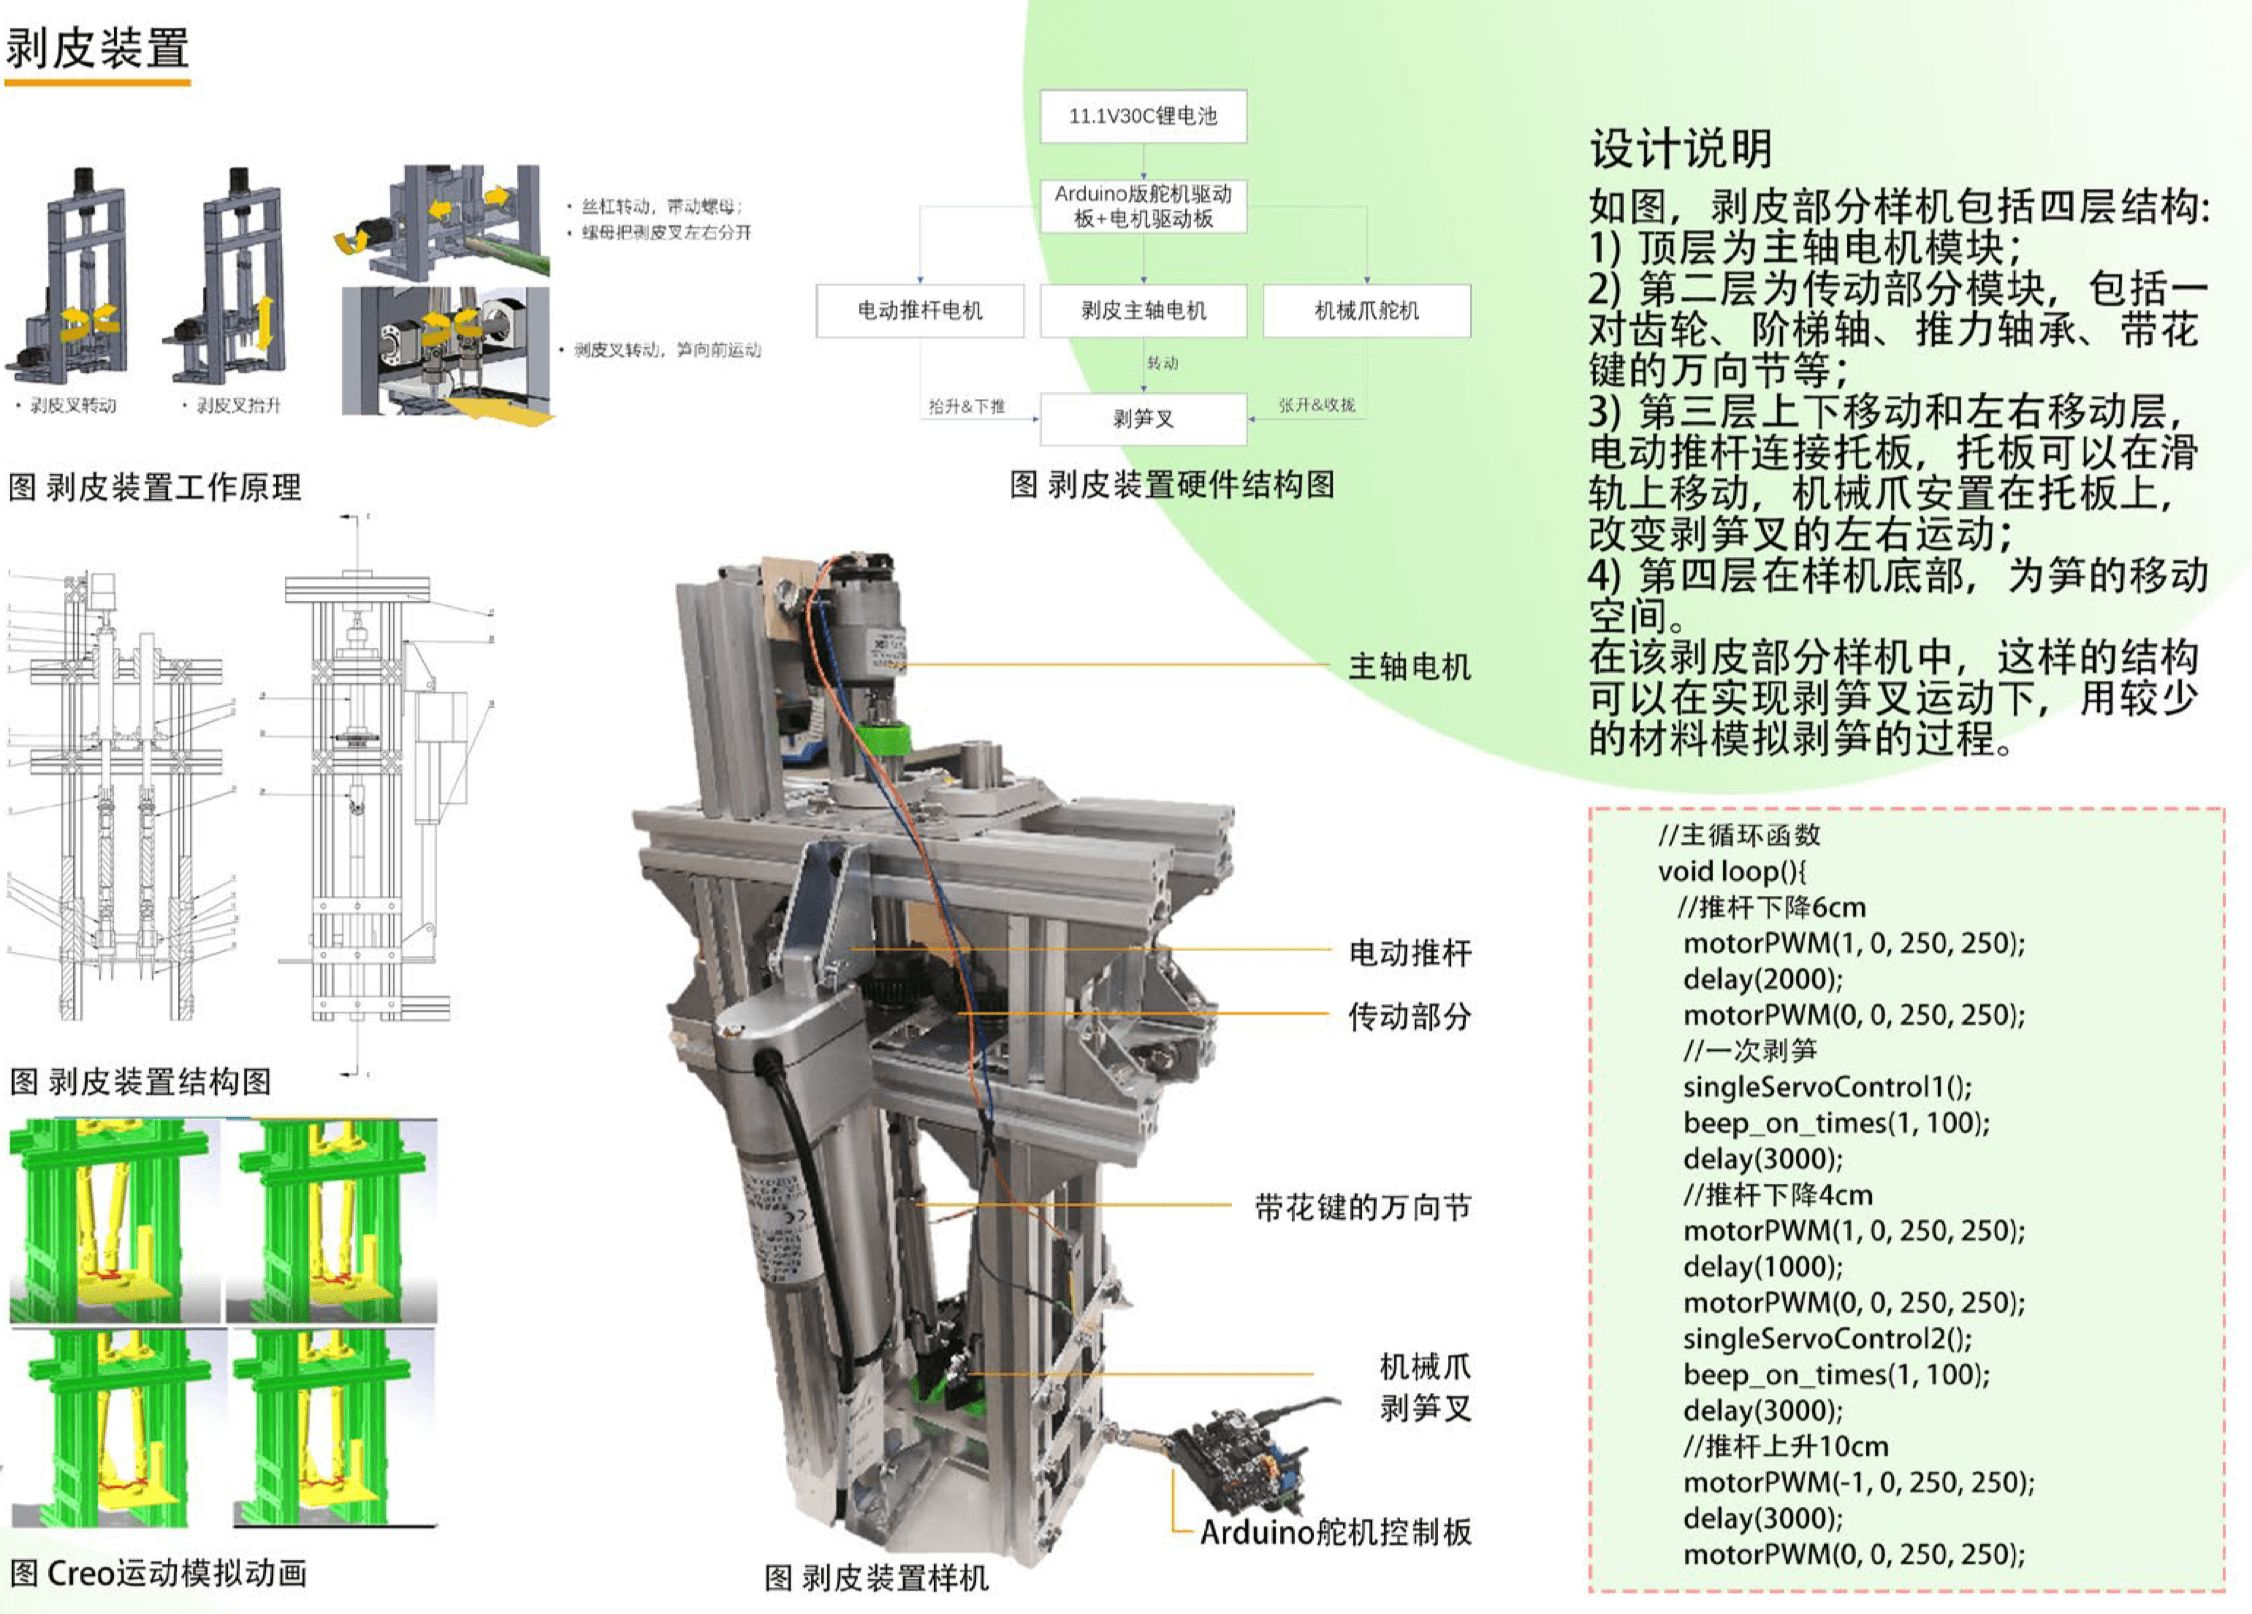 剥皮装置
• 丝杠转动，带动螺母；
• 螺母把剥皮叉左右分开
• 剥皮叉转动，笋向前运动
• 剥皮叉转动
• 剥皮叉抬升
图 剥皮装置工作原理
11.1V30C锂电池
Arduino版舵机驱动
板+电机驱动板
电动推杆电机
剥皮主轴电机
机械爪舵机
转动
抬升&下推
张开&收拢
剥笋叉
图 剥皮装置硬件结构图
图 剥皮装置结构图
图 Creo运动模拟动画
主轴电机
电动推杆
传动部分
带花键的万向节
机械爪
剥笋叉
Arduino舵机控制板
图 剥皮装置样机
设计说明
如图，剥皮部分样机包括四层结构:
1) 顶层为主轴电机模块；
2) 第二层为传动部分模块，包括一
对齿轮、阶梯轴、推力轴承、带花
键的万向节等；
3) 第三层上下移动和左右移动层，
电动推杆连接托板，托板可以在滑
轨上移动，机械爪安置在托板上，
改变剥笋叉的左右运动；
4) 第四层在样机底部，为笋的移动
空间。
在该剥皮部分样机中，这样的结构
可以在实现剥笋叉运动下，用较少
的材料模拟剥笋的过程。
//主循环函数
void loop(){
//推杆下降6cm
motorPWM(1, 0, 250, 250);
delay(2000);
motorPWM(0, 0, 250, 250);
//一次剥笋
singleServoControl1();
beep_on_times(1, 100);
delay(3000);
//推杆下降4cm
motorPWM(1, 0, 250, 250);
delay(1000);
motorPWM(0, 0, 250, 250);
singleServoControl2();
beep_on_times(1, 100);
delay(3000);
//推杆上升10cm
motorPWM(-1, 0, 250, 250);
delay(3000);
motorPWM(0, 0, 250, 250);